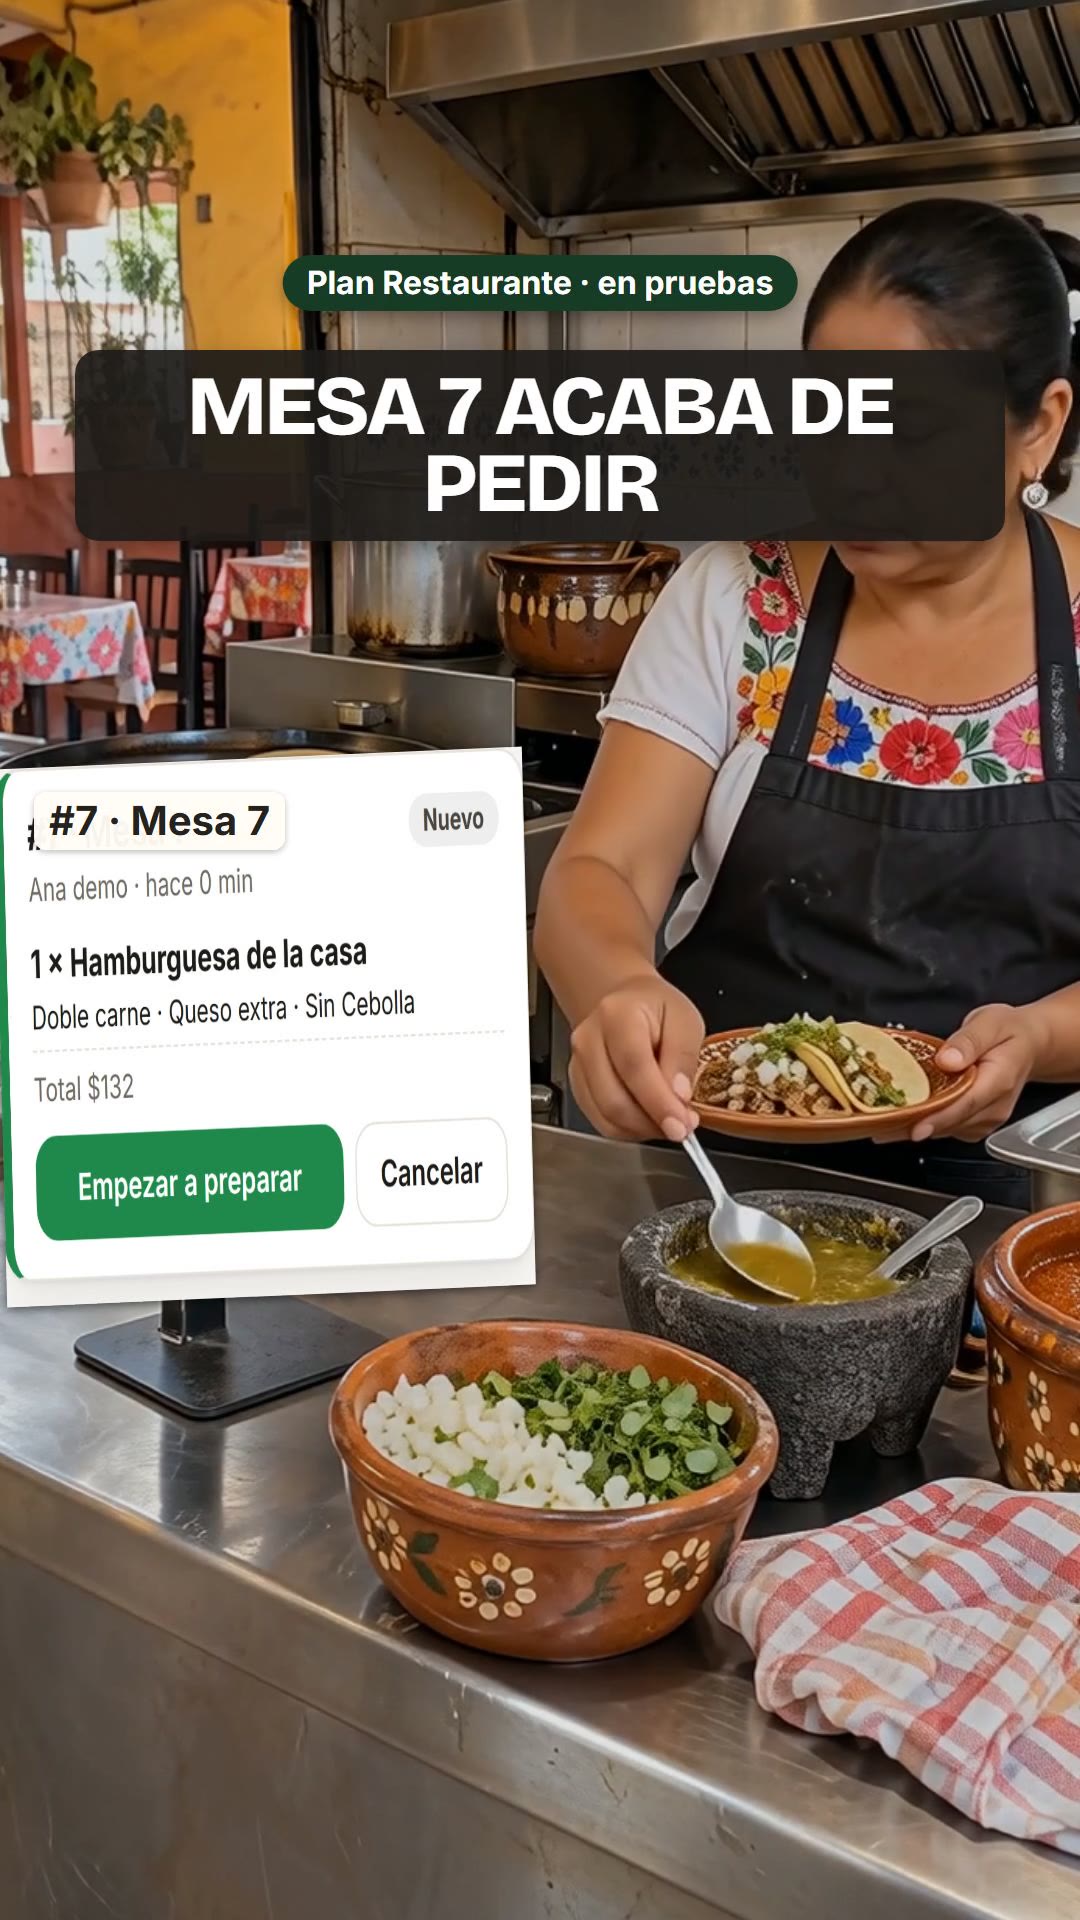 Plan Restaurante · en pruebas
MESA 7 ACABA DE
PEDIR
#7 · Mesa 7
Nuevo
Ana demo · hace 0 min
1 × Hamburguesa de la casa
Doble carne · Queso extra · Sin Cebolla
Total $132
Empezar a preparar
Cancelar